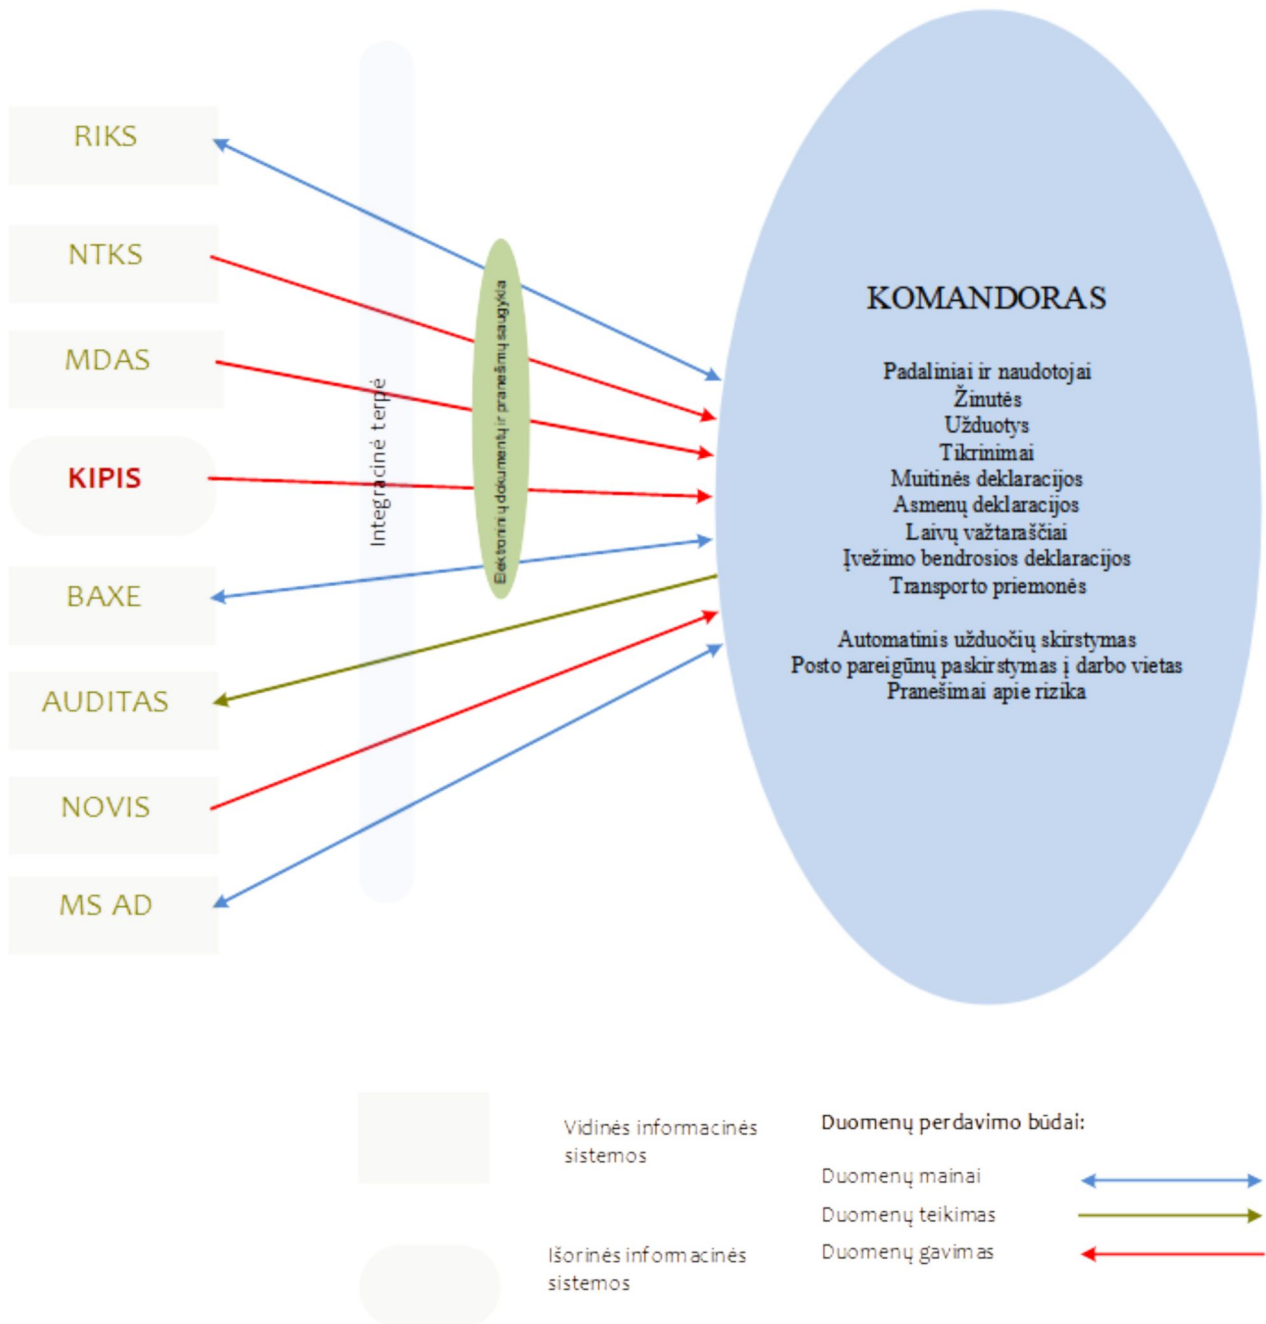 RIKS
NTKS
MDAS
KIPIS
BAXE
AUDITAS
NOVIS
MS AD
Integracinė terpė
Elektroninių dokumentų ir pranešimų saugykla
KOMANDORAS
Padaliniai ir naudotojai
Žinutės
Užduotys
Tikrinimai
Muitinės deklaracijos
Asmenų deklaracijos
Laivų važtaraščiai
Įvežimo bendrosios deklaracijos
Transporto priemonės
Automatinis užduočių skirstymas
Posto pareigūnų paskirstymas į darbo vietas
Pranešimai apie rizika
Vidinės informacinės
sistemos
Išorinės informacinės
sistemos
Duomenų perdavimo būdai:
Duomenų mainai
Duomenų teikimas
Duomenų gavimas